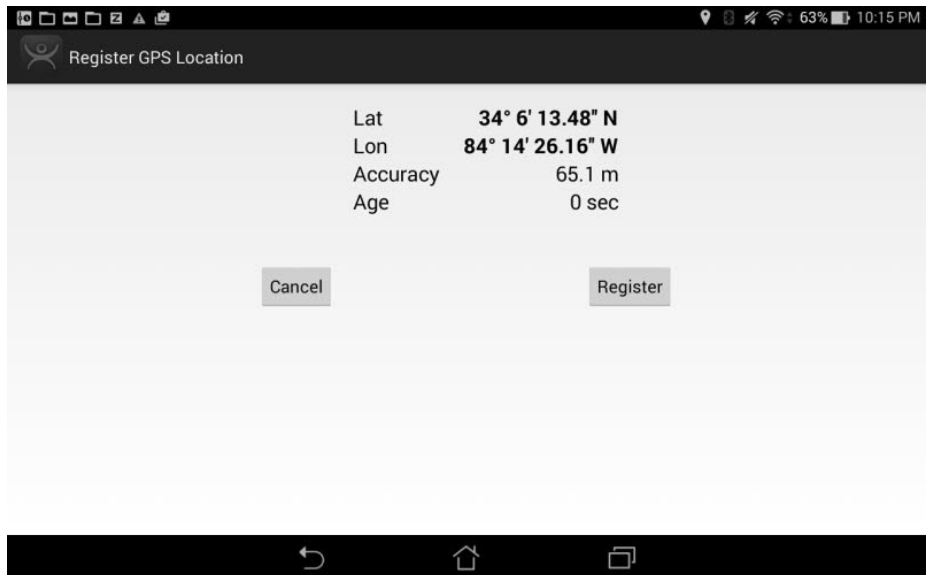 63% 10:15 PM
Register GPS Location
Lat 34° 6' 13.48" N
Lon 84° 14' 26.16" W
Accuracy 65.1 m
Age 0 sec
Cancel Register